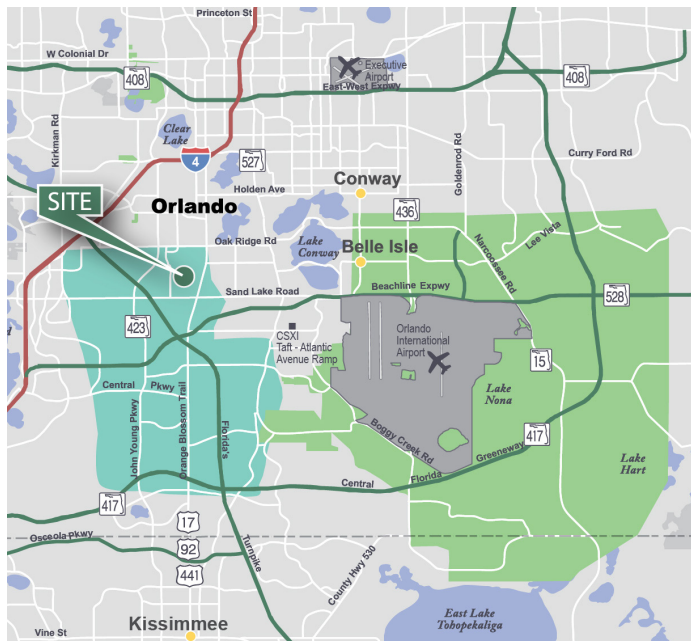 Princeton St
W Colonial Dr
408
Executive
Airport
408
East-West Expwy
Kirkman Rd
Clear
Lake
4
527
Goldenrod Rd
Curry Ford Rd
Holden Ave
Conway
SITE
Orlando
436
Oak Ridge Rd
Lake
Conway
Belle Isle
Narcoossee Rd
Lee Vista
Sand Lake Road
Beachline Expwy
528
423
CSXI
Taft - Atlantic
Avenue Ramp
Orlando
International
Airport
15
Central Pkwy
Lake
Nona
John Young Pkwy
Orange Blossom Trail
Florida's
Boggy Creek Rd
417
Greeneway
Lake
Hart
Central Florida
417
17
Osceola Pkwy
92
Turnpike
441
County Hwy 530
East Lake
Tohopekaliga
Kissimmee
Vine St